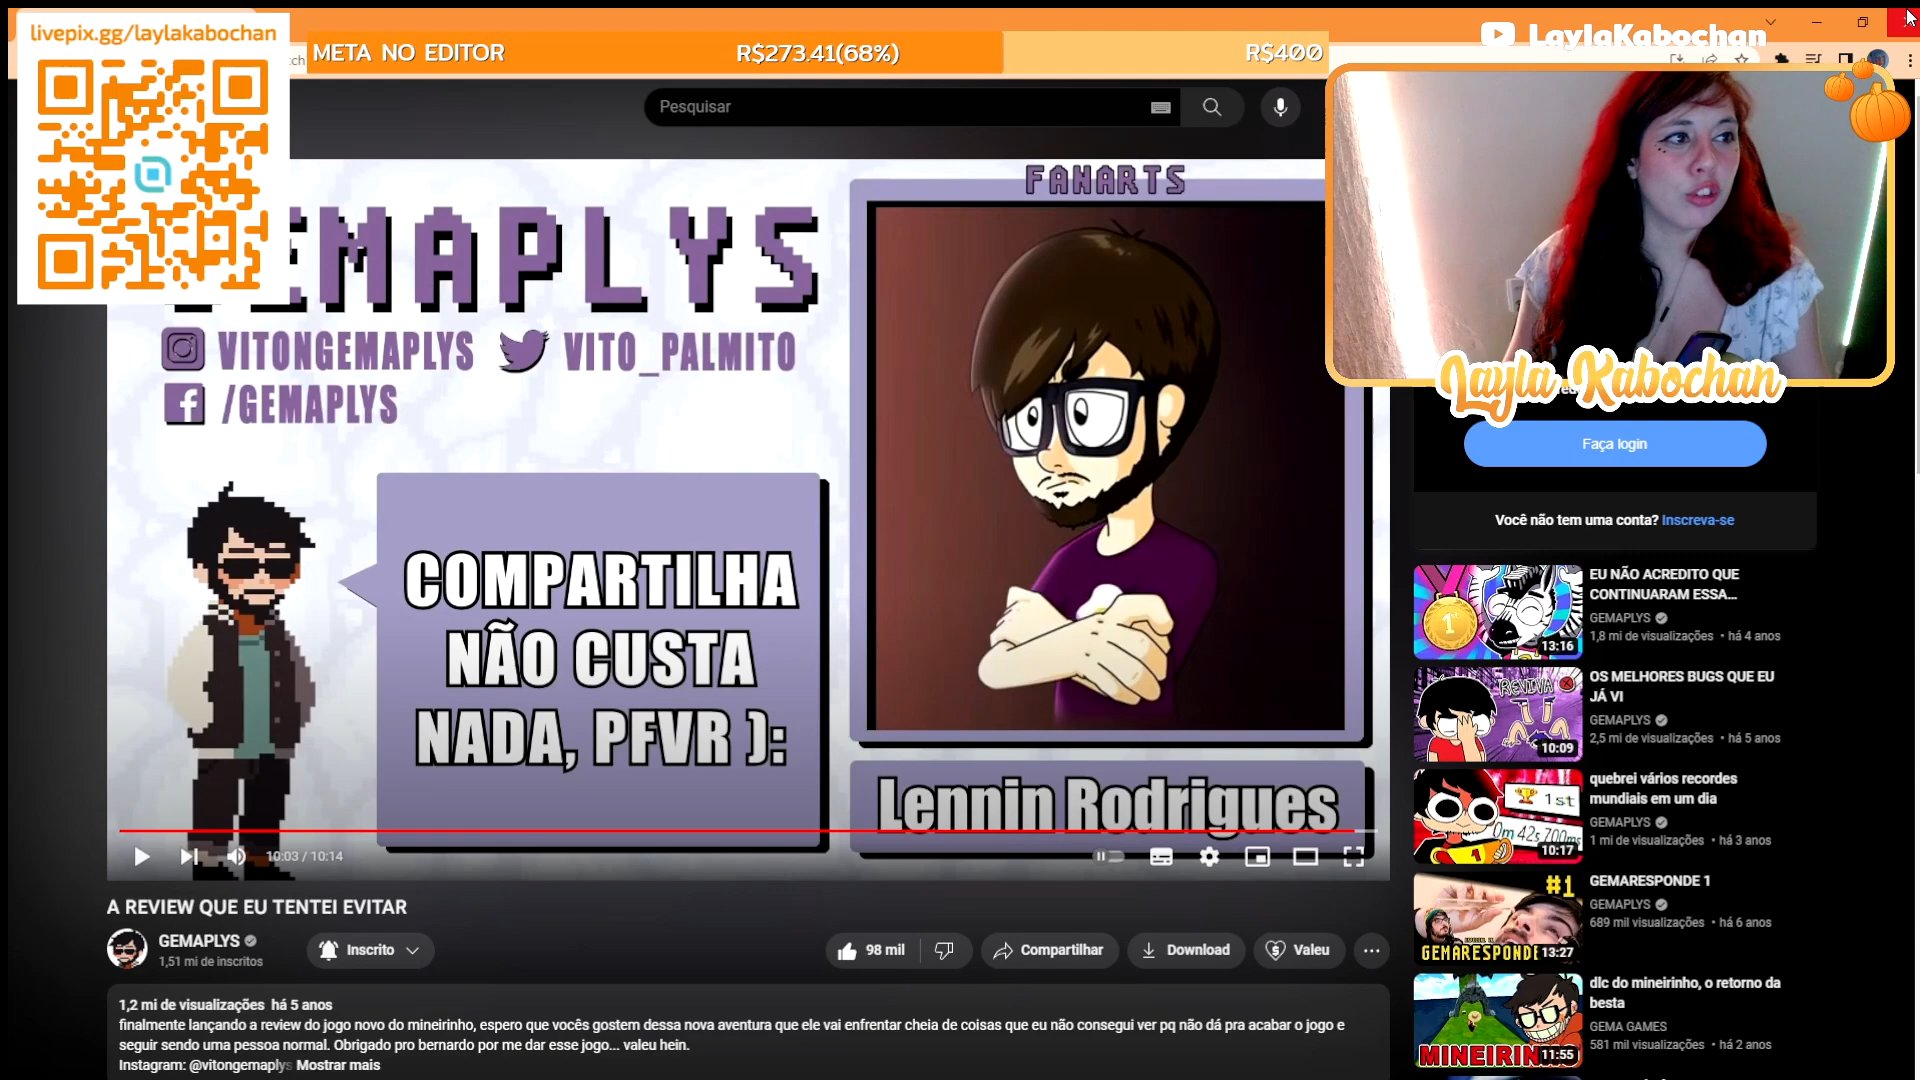 livepix.gg/laylakabochan
META NO EDITOR
R$273.41(68%)
R$400
LaylaKabochan
Pesquisar
Layla Kabochan
EMAPLYS
VITONGEMAPLYS
VITO_PALMITO
/GEMAPLYS
COMPARTILHA
NÃO CUSTA
NADA, PFVR ):
FANARTS
Lennin Rodrigues
10:03 / 10:14
A REVIEW QUE EU TENTEI EVITAR
GEMAPLYS
1,51 mi de inscritos
Inscrito
98 mil
Compartilhar
Download
Valeu
1,2 mi de visualizações há 5 anos
finalmente lançando a review do jogo novo do mineirinho, espero que vocês gostem dessa nova aventura que ele vai enfrentar cheia de coisas que eu não consegui ver pq não dá pra acabar o jogo e
seguir sendo uma pessoa normal. Obrigado pro bernardo por me dar esse jogo... valeu hein.
Instagram: @vitongemaplys Mostrar mais
Faça login
Você não tem uma conta? Inscreva-se
13:16
EU NÃO ACREDITO QUE
CONTINUARAM ESSA...
GEMAPLYS
1,8 mi de visualizações • há 4 anos
REVIVA
10:09
OS MELHORES BUGS QUE EU
JÁ VI
GEMAPLYS
2,5 mi de visualizações • há 5 anos
1st
0m 42s 700ms
10:17
quebrei vários recordes
mundiais em um dia
GEMAPLYS
1 mi de visualizações • há 3 anos
#1
GEMARESPONDE
13:27
GEMARESPONDE 1
GEMAPLYS
689 mil visualizações • há 6 anos
MINEIRIN
11:55
dlc do mineirinho, o retorno da
besta
GEMA GAMES
581 mil visualizações • há 2 anos